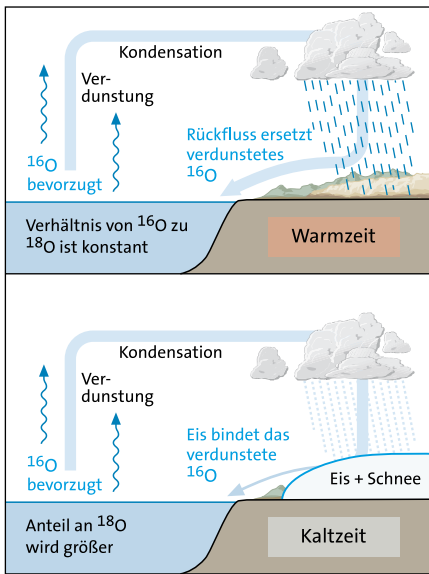 Kondensation
Ver-
dunstung
¹⁶O
bevorzugt
Rückfluss ersetzt
verdunstetes
¹⁶O
Verhältnis von ¹⁶O zu
¹⁸O ist konstant
Warmzeit
Kondensation
Ver-
dunstung
¹⁶O
bevorzugt
Eis bindet das
verdunstete
¹⁶O
Eis + Schnee
Anteil an ¹⁸O
wird größer
Kaltzeit